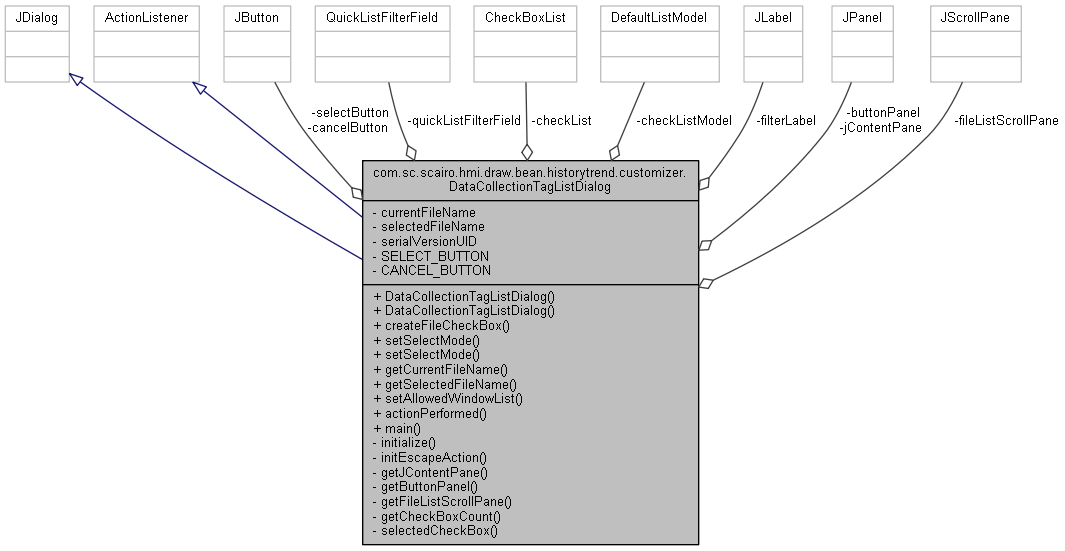 JDialog
ActionListener
JButton
QuickListFilterField
CheckBoxList
DefaultListModel
JLabel
JPanel
JScrollPane
-selectButton
-cancelButton
-quickListFilterField
-checkList
-checkListModel
-filterLabel
-buttonPanel
-jContentPane
-fileListScrollPane
com.sc.scairo.hmi.draw.bean.historytrend.customizer.
DataCollectionTagListDialog
- currentFileName
- selectedFileName
- serialVersionUID
- SELECT_BUTTON
- CANCEL_BUTTON
+ DataCollectionTagListDialog()
+ DataCollectionTagListDialog()
+ createFileCheckBox()
+ setSelectMode()
+ setSelectMode()
+ getCurrentFileName()
+ getSelectedFileName()
+ setAllowedWindowList()
+ actionPerformed()
+ main()
- initialize()
- initEscapeAction()
- getJContentPane()
- getButtonPanel()
- getFileListScrollPane()
- getCheckBoxCount()
- selectedCheckBox()